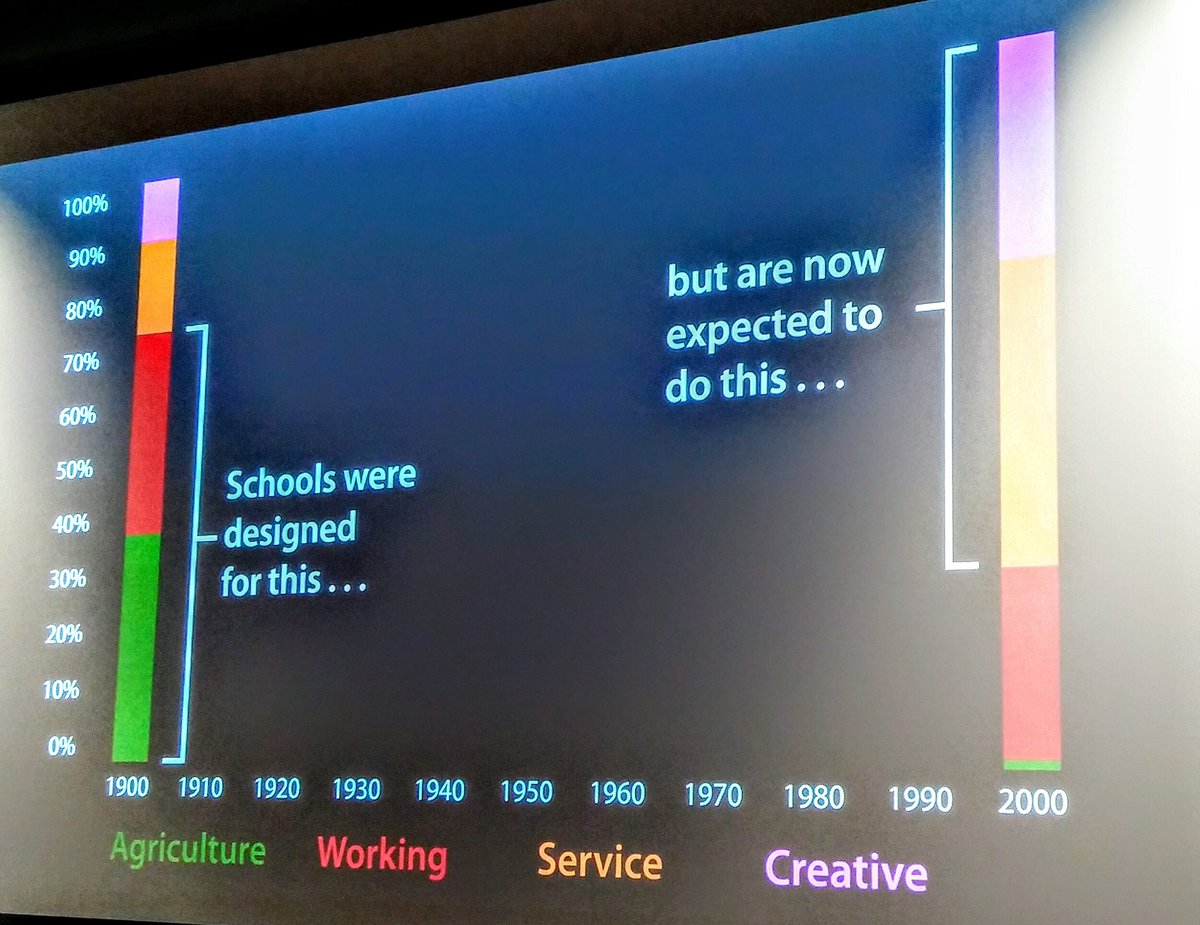 100%
90%
80%
70%
60%
50%
40%
30%
20%
10%
0%
Schools were
designed
for this . . .
but are now
expected to
do this . . .
1900 1910 1920 1930 1940 1950 1960 1970 1980 1990 2000
Agriculture Working Service Creative